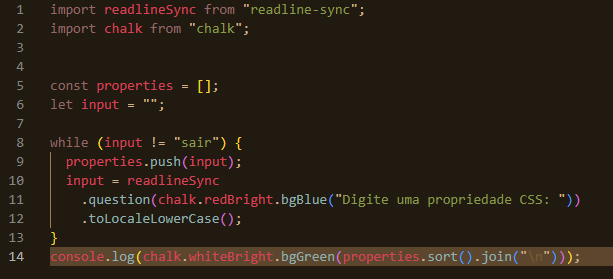 1 import readlineSync from "readline-sync";
2 import chalk from "chalk";
3
4
5 const properties = [];
6 let input = "";
7
8 while (input != "sair") {
9 properties.push(input);
10 input = readlineSync
11 .question(chalk.redBright.bgBlue("Digite uma propriedade CSS: "))
12 .toLocaleLowerCase();
13 }
14 console.log(chalk.whiteBright.bgGreen(properties.sort().join("\n")));